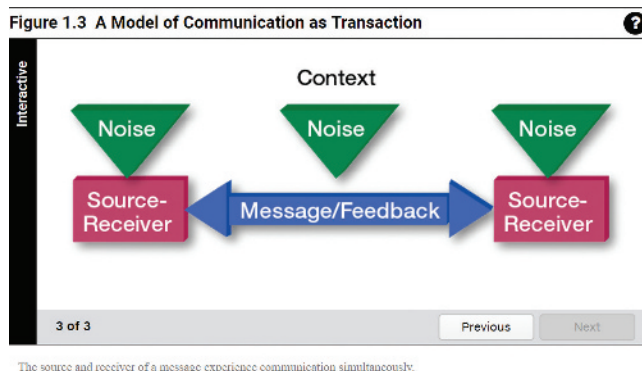 Figure 1.3 A Model of Communication as Transaction
?
Interactive
Context
Noise
Noise
Noise
Source-
Receiver
Message/Feedback
Source-
Receiver
3 of 3
Previous
Next
The source and receiver of a message experience communication simultaneously.